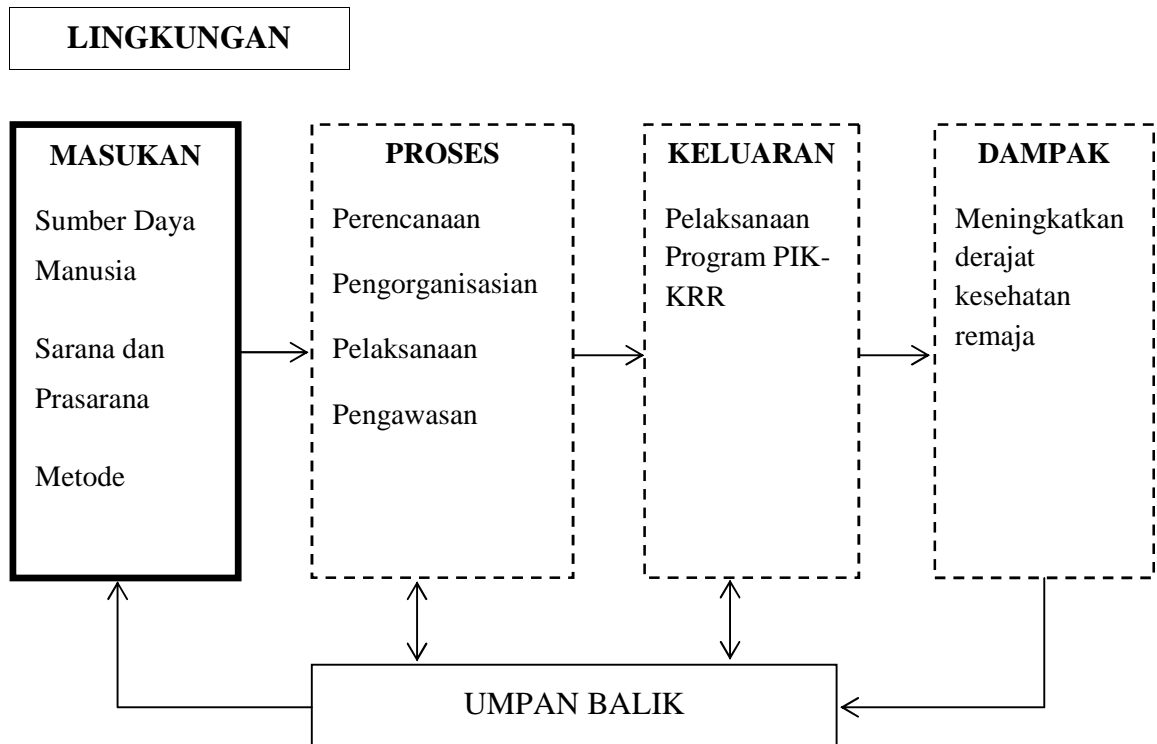 LINGKUNGAN
MASUKAN
Sumber Daya
Manusia
Sarana dan
Prasarana
Metode
PROSES
Perencanaan
Pengorganisasian
Pelaksanaan
Pengawasan
KELUARAN
Pelaksanaan
Program PIK-
KRR
DAMPAK
Meningkatkan
derajat
kesehatan
remaja
UMPAN BALIK